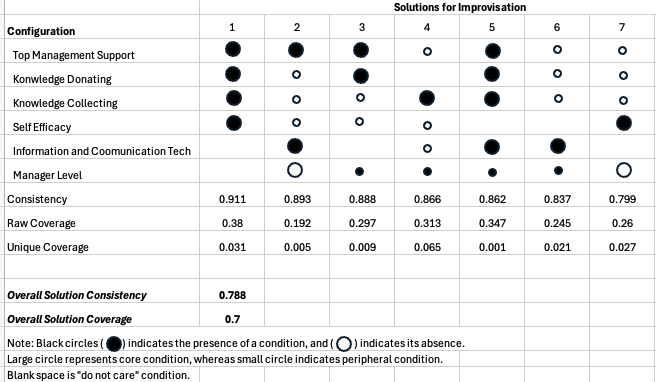 Solutions for Improvisation
Configuration 1 2 3 4 5 6 7
Top Management Support
Konwledge Donating
Knowledge Collecting
Self Efficacy
Information and Coomunication Tech
Manager Level
Consistency 0.911 0.893 0.888 0.866 0.862 0.837 0.799
Raw Coverage 0.38 0.192 0.297 0.313 0.347 0.245 0.26
Unique Coverage 0.031 0.005 0.009 0.065 0.001 0.021 0.027
Overall Solution Consistency 0.788
Overall Solution Coverage 0.7
Note: Black circles ( ) indicates the presence of a condition, and ( ) indicates its absence.
Large circle represents core condition, whereas small circle indicates peripheral condition.
Blank space is "do not care" condition.